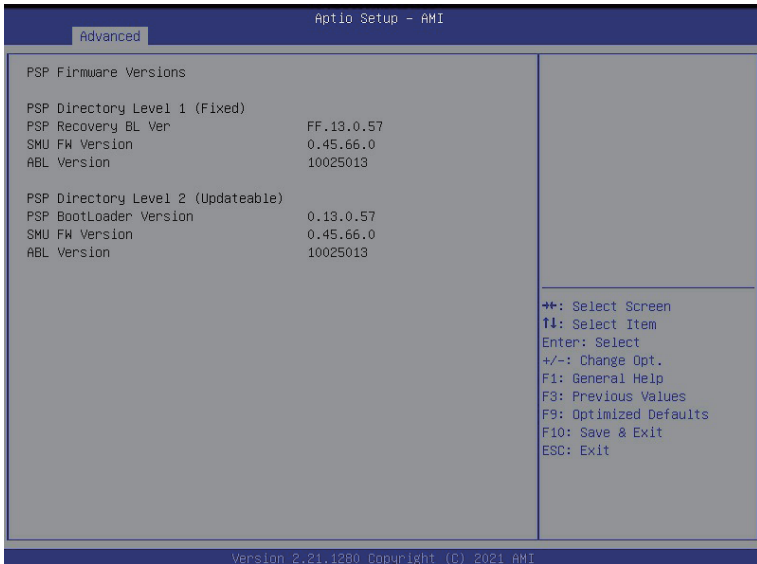 Aptio Setup – AMI
Advanced
PSP Firmware Versions
PSP Directory Level 1 (Fixed)
PSP Recovery BL Ver FF.13.0.57
SMU FW Version 0.45.66.0
ABL Version 10025013
PSP Directory Level 2 (Updateable)
PSP BootLoader Version 0.13.0.57
SMU FW Version 0.45.66.0
ABL Version 10025013
→←: Select Screen
↑↓: Select Item
Enter: Select
+/-: Change Opt.
F1: General Help
F3: Previous Values
F9: Optimized Defaults
F10: Save & Exit
ESC: Exit
Version 2.21.1280 Copyright (C) 2021 AMI